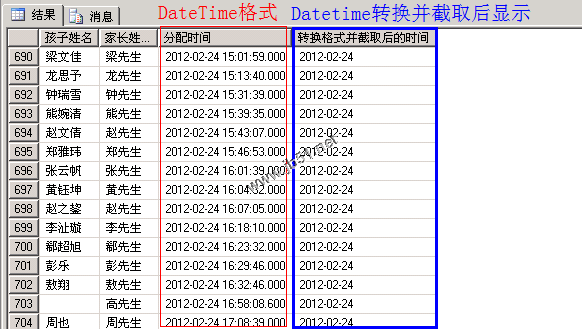 DateTime格式 Datetime转换并截取后显示
结果 消息
孩子姓名 家长姓... 分配时间 转换格式并截取后的时间
690 梁文佳 梁先生 2012-02-24 15:01:59.000 2012-02-24
691 龙思予 龙先生 2012-02-24 15:13:40.000 2012-02-24
692 钟瑞雪 钟先生 2012-02-24 15:31:39.000 2012-02-24
693 熊婉清 熊先生 2012-02-24 15:39:35.000 2012-02-24
694 赵文倩 赵先生 2012-02-24 15:43:07.000 2012-02-24
695 郑雅玮 郑先生 2012-02-24 15:46:53.000 2012-02-24
696 张云帆 张先生 2012-02-24 16:01:39.000 2012-02-24
697 黄钰坤 黄先生 2012-02-24 16:04:32.000 2012-02-24
698 赵之鋆 赵先生 2012-02-24 16:07:05.000 2012-02-24
699 李沚璇 李先生 2012-02-24 16:18:10.000 2012-02-24
700 郗超旭 郗先生 2012-02-24 16:23:32.000 2012-02-24
701 彭乐 彭先生 2012-02-24 16:29:46.000 2012-02-24
702 敖翔 敖先生 2012-02-24 16:32:46.000 2012-02-24
703 高先生 2012-02-24 16:58:08.600 2012-02-24
704 周也 周先生 2012-02-24 17:08:39.000 2012-02-24
www.jb51.net